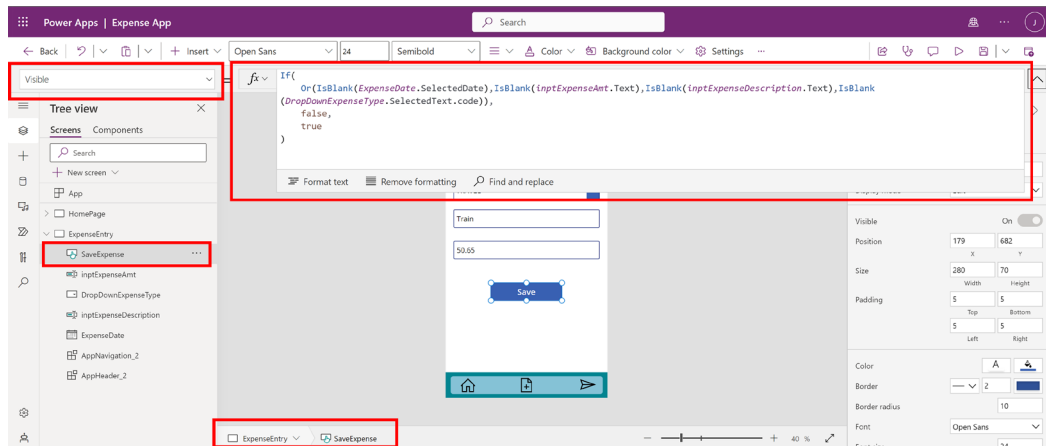 Power Apps | Expense App
Search
J
Back
Insert
Open Sans
24
Semibold
Color
Background color
Settings
Visible
=
fx
If(
Or(IsBlank(ExpenseDate.SelectedDate),IsBlank(inptExpenseAmt.Text),IsBlank(inptExpenseDescription.Text),IsBlank
(DropDownExpenseType.SelectedText.code)),
false,
true
)
Format text
Remove formatting
Find and replace
Tree view
Screens
Components
Search
New screen
App
HomePage
ExpenseEntry
SaveExpense
inptExpenseAmt
DropDownExpenseType
inptExpenseDescription
ExpenseDate
AppNavigation_2
AppHeader_2
Train
50.65
Save
Visible
On
Position
179
682
X
Y
Size
280
70
Width
Height
Padding
5
5
Top
Bottom
5
5
Left
Right
Color
A
Border
2
Border radius
10
Font
Open Sans
ExpenseEntry
SaveExpense
40 %